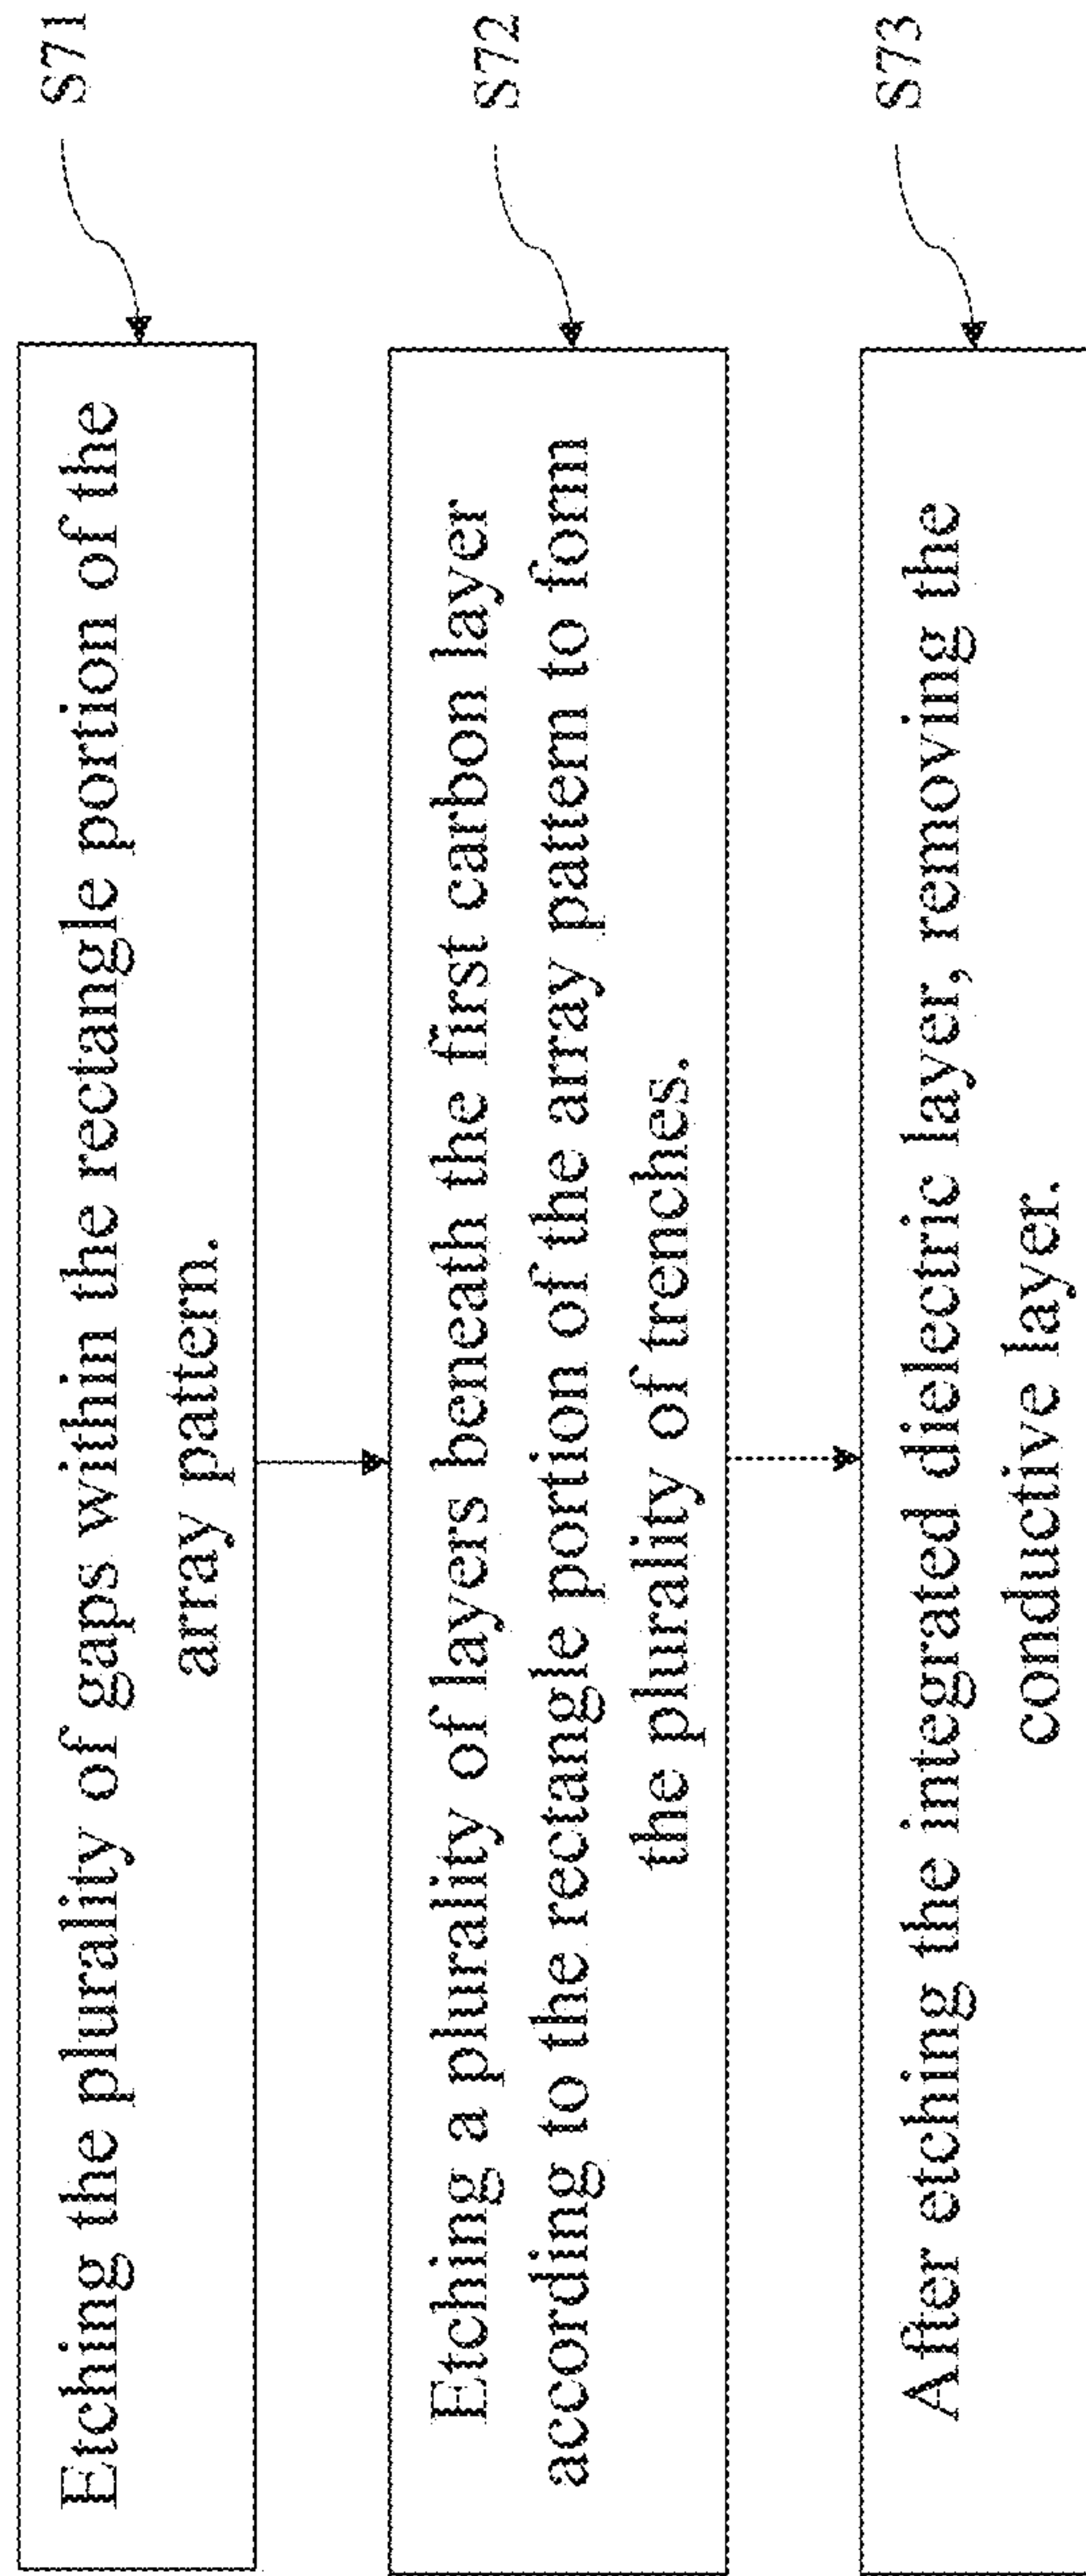 Etching the plurality of gaps within the rectangle portion of the
array pattern.
S71
Etching a plurality of layers beneath the first carbon layer
according to the rectangle portion of the array pattern to form
the plurality of trenches.
S72
After etching the integrated dielectric layer, removing the
conductive layer.
S73